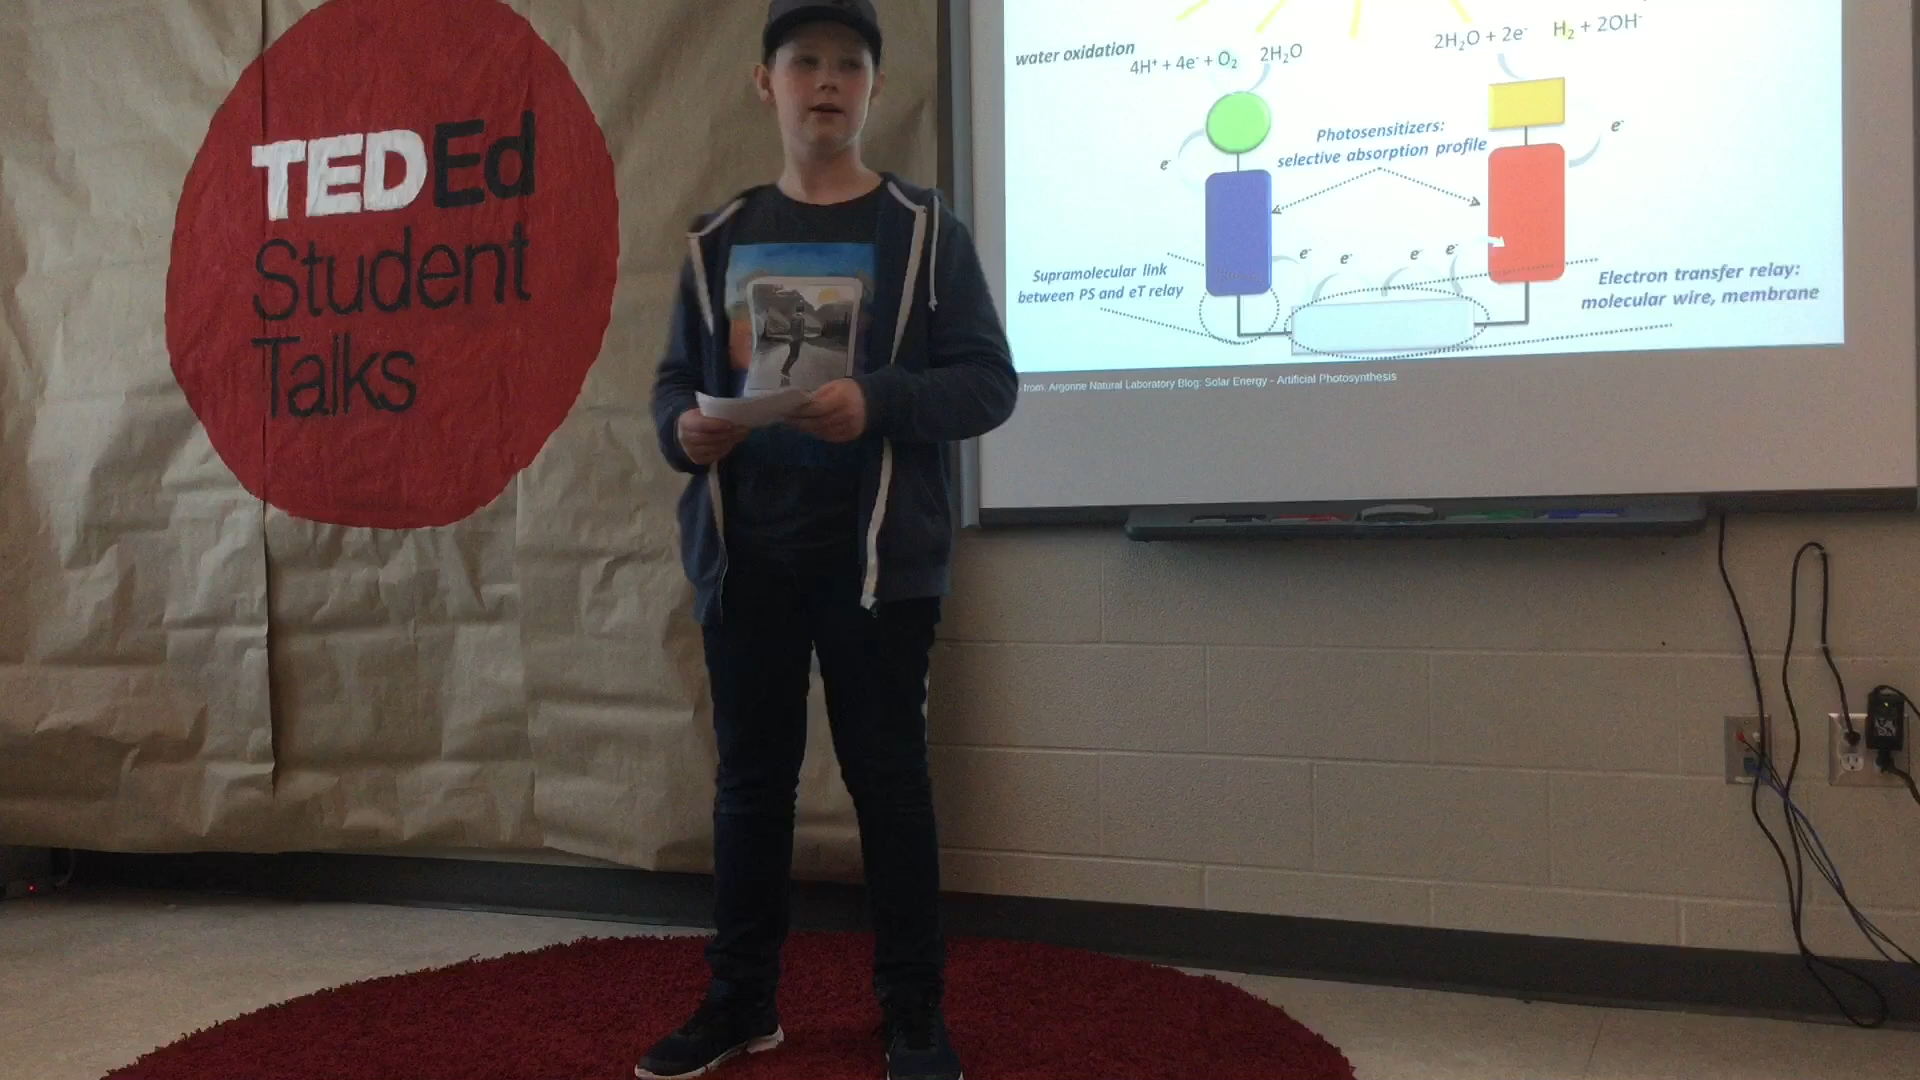 TEDEd
Student
Talks
water oxidation
4H⁺ + 4e⁻ + O₂ 2H₂O
2H₂O + 2e⁻ H₂ + 2OH⁻
Photosensitizers:
selective absorption profile
e⁻
e⁻
e⁻
e⁻
e⁻
e⁻
Supramolecular link
between PS and eT relay
Electron transfer relay:
molecular wire, membrane
from: Argonne Natural Laboratory Blog: Solar Energy - Artificial Photosynthesis